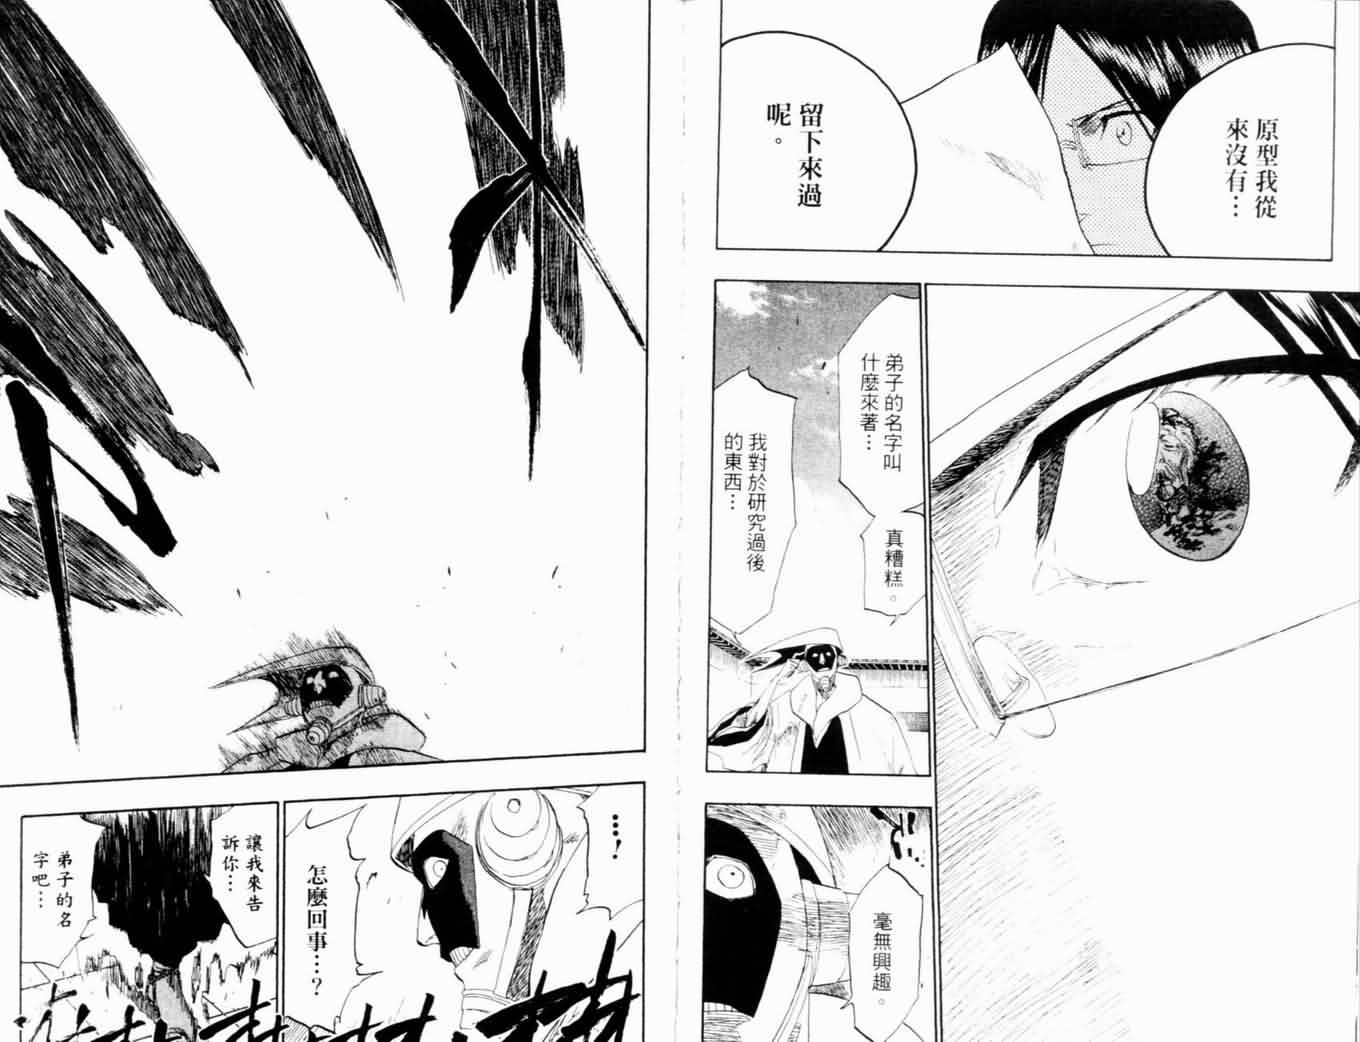 原型我從
來沒有…
留下來過
呢。
弟子的名字叫
什麼來著…
真糟糕。
我對於研究過後
的東西…
毫無興趣。
…！
怎麼回事…？
讓我來告
訴你…
弟子的名
字吧…